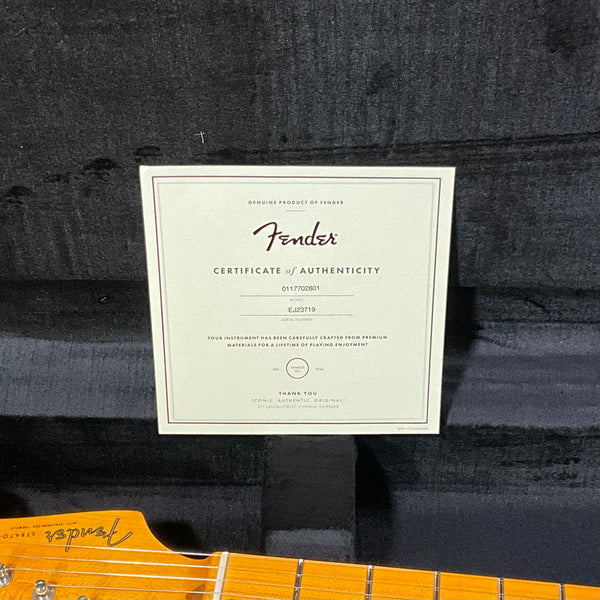 GENUINE PRODUCT OF FENDER
Fender
CERTIFICATE of AUTHENTICITY
0117702801
MODEL
EJ23719
SERIAL NUMBER
YOUR INSTRUMENT HAS BEEN CAREFULLY CRAFTED FROM PREMIUM
MATERIALS FOR A LIFETIME OF PLAYING ENJOYMENT
THANK YOU
ICONIC AUTHENTIC ORIGINAL
Fender
STRATO